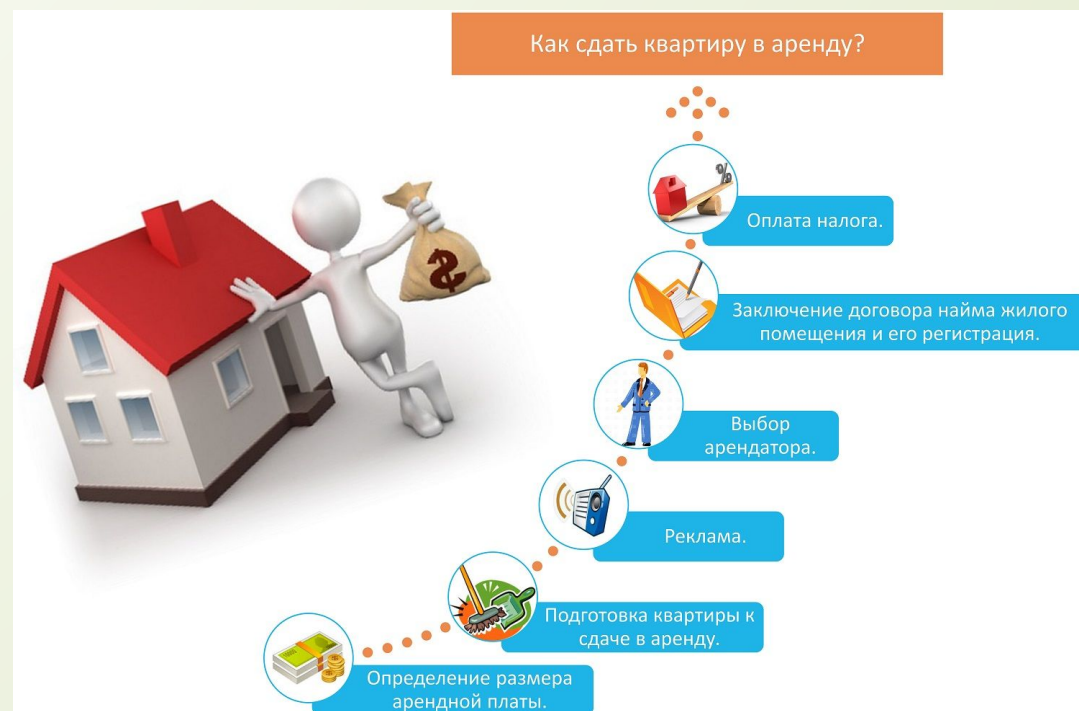 Как сдать квартиру в аренду?
Оплата налога.
Заключение договора найма жилого
помещения и его регистрация.
Выбор
арендатора.
Реклама.
Подготовка квартиры к
сдаче в аренду.
Определение размера
арендной платы.